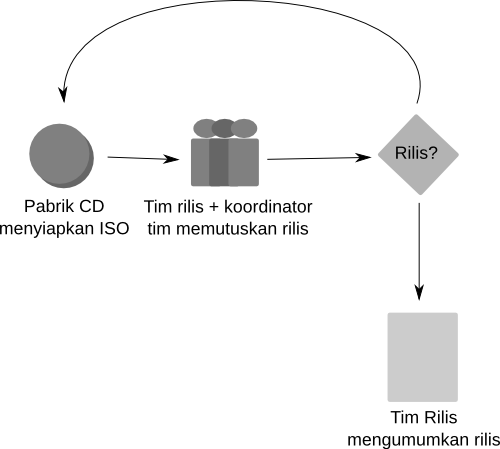 Rilis?
Pabrik CD
menyiapkan ISO
Tim rilis + koordinator
tim memutuskan rilis
Tim Rilis
mengumumkan rilis